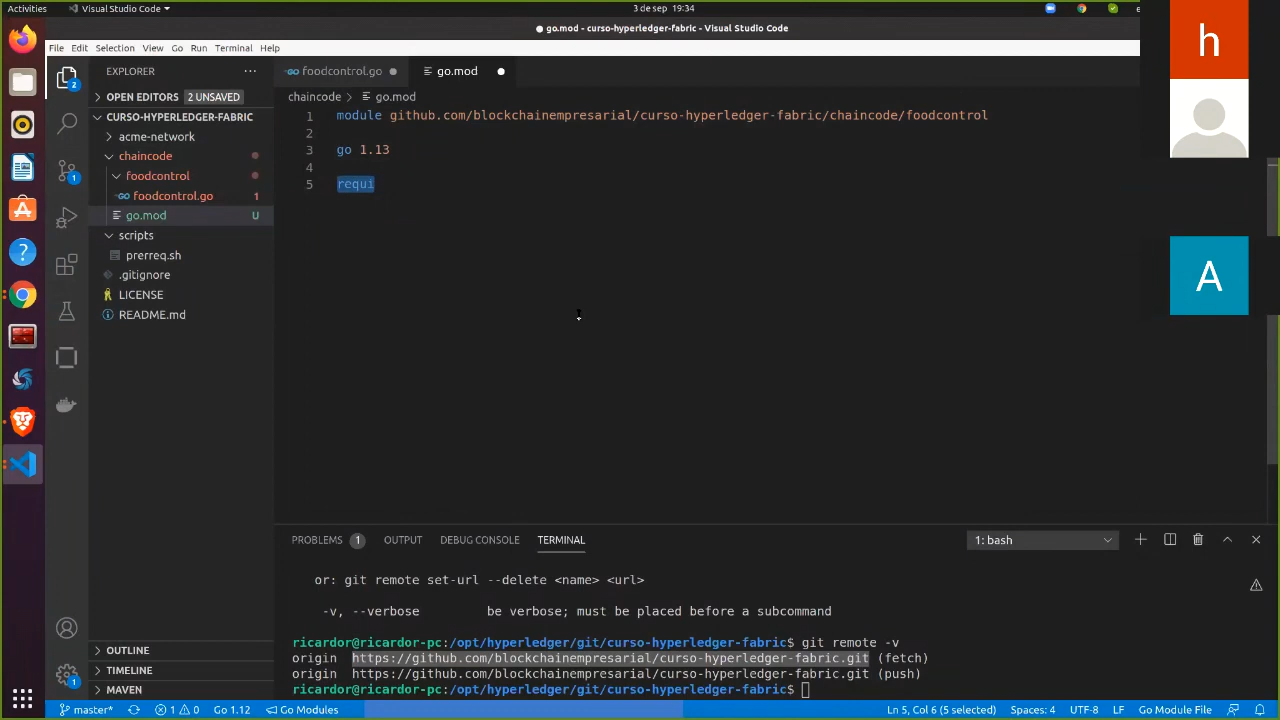 Activities
Visual Studio Code
3 de sep 19:34
go.mod - curso-hyperledger-fabric - Visual Studio Code
File Edit Selection View Go Run Terminal Help
EXPLORER
OPEN EDITORS 2 UNSAVED
CURSO-HYPERLEDGER-FABRIC
acme-network
chaincode
foodcontrol
foodcontrol.go 1
go.mod U
scripts
prerreq.sh
.gitignore
LICENSE
README.md
OUTLINE
TIMELINE
MAVEN
2
1
1
foodcontrol.go
go.mod
chaincode > go.mod
1 module github.com/blockchainempresarial/curso-hyperledger-fabric/chaincode/foodcontrol
2
3 go 1.13
4
5 requi
h
A
PROBLEMS 1 OUTPUT DEBUG CONSOLE TERMINAL
1: bash
or: git remote set-url --delete <name> <url>
-v, --verbose be verbose; must be placed before a subcommand
ricardor@ricardor-pc:/opt/hyperledger/git/curso-hyperledger-fabric$ git remote -v
origin https://github.com/blockchainempresarial/curso-hyperledger-fabric.git (fetch)
origin https://github.com/blockchainempresarial/curso-hyperledger-fabric.git (push)
ricardor@ricardor-pc:/opt/hyperledger/git/curso-hyperledger-fabric$
master* 1 0 Go 1.12 Go Modules
Ln 5, Col 6 (5 selected) Spaces: 4 UTF-8 LF Go Module File